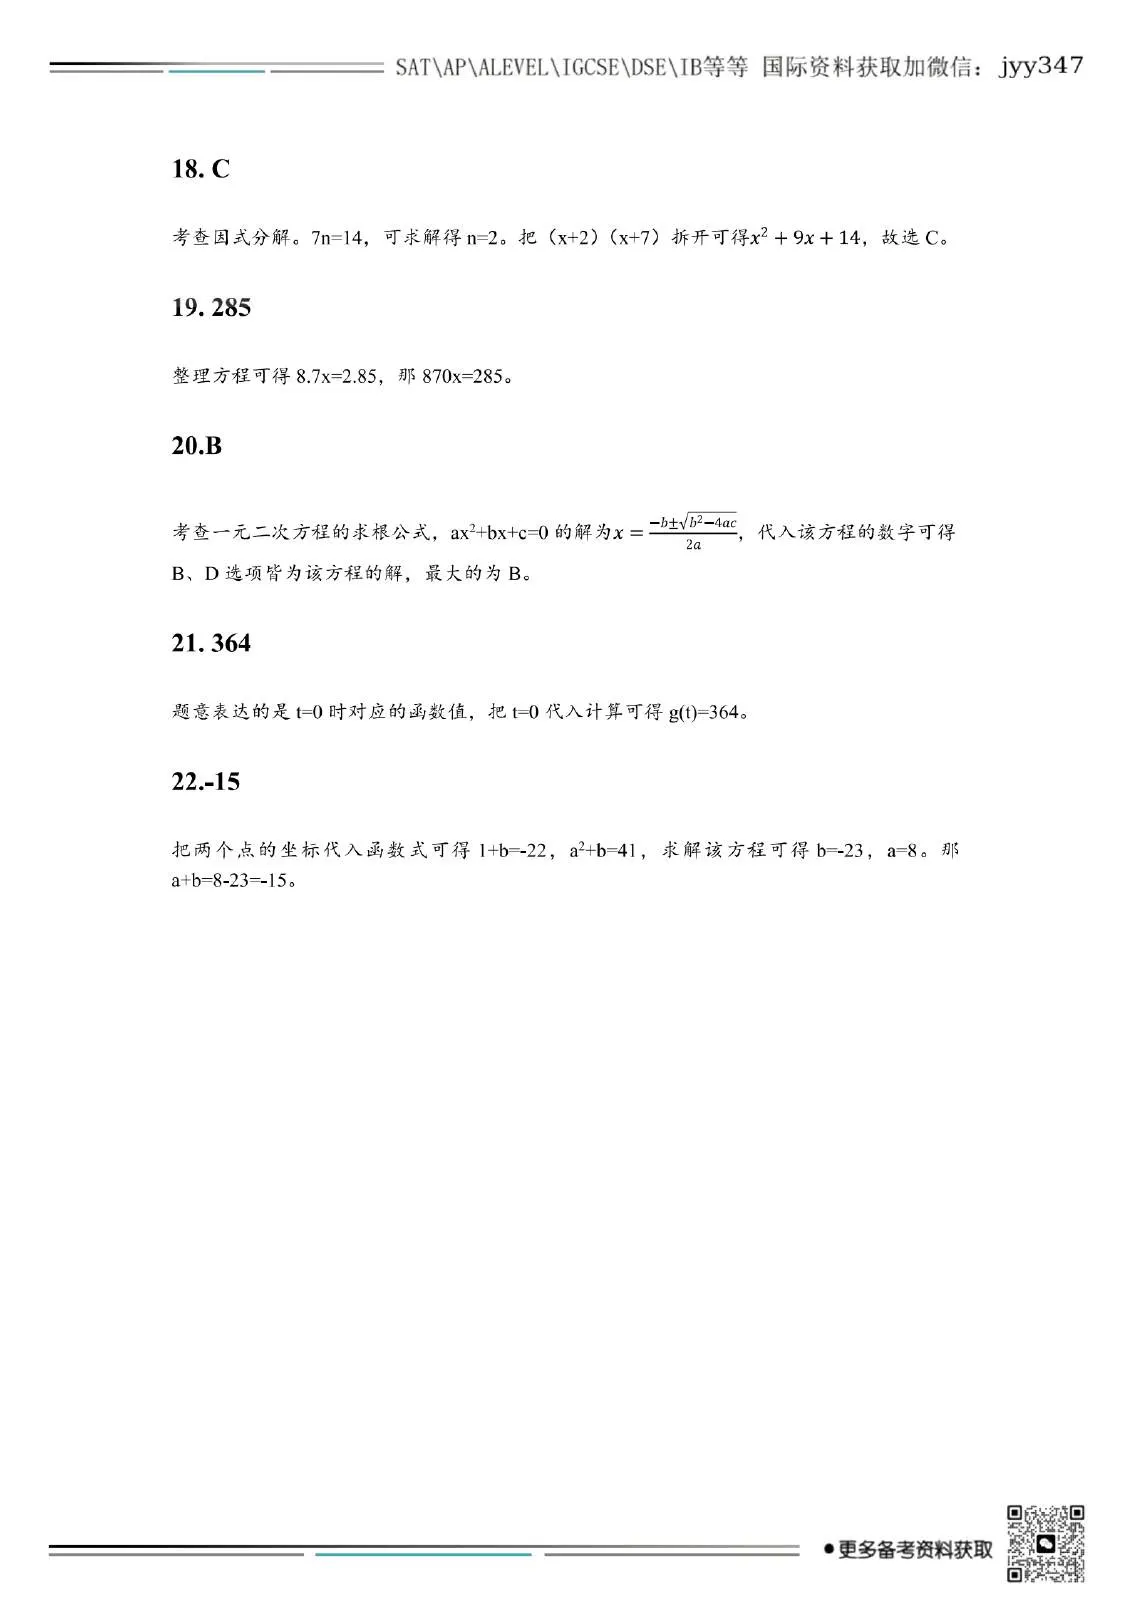 SAT\AP\ALEVEL\IGCSE\DSE\IB等等 国际资料获取加微信：jyy347
18. C
考查因式分解。7n=14，可求解得 n=2。把（x+2）（x+7）拆开可得x² + 9x + 14，故选 C。
19. 285
整理方程可得 8.7x=2.85，那 870x=285。
20.B
考查一元二次方程的求根公式，ax²+bx+c=0 的解为x = (−b±√(b²−4ac))/(2a)，代入该方程的数字可得
B、D 选项皆为该方程的解，最大的为 B。
21. 364
题意表达的是 t=0 时对应的函数值，把 t=0 代入计算可得 g(t)=364。
22.-15
把两个点的坐标代入函数式可得 1+b=-22，a²+b=41，求解该方程可得 b=-23，a=8。那
a+b=8-23=-15。
●更多备考资料获取